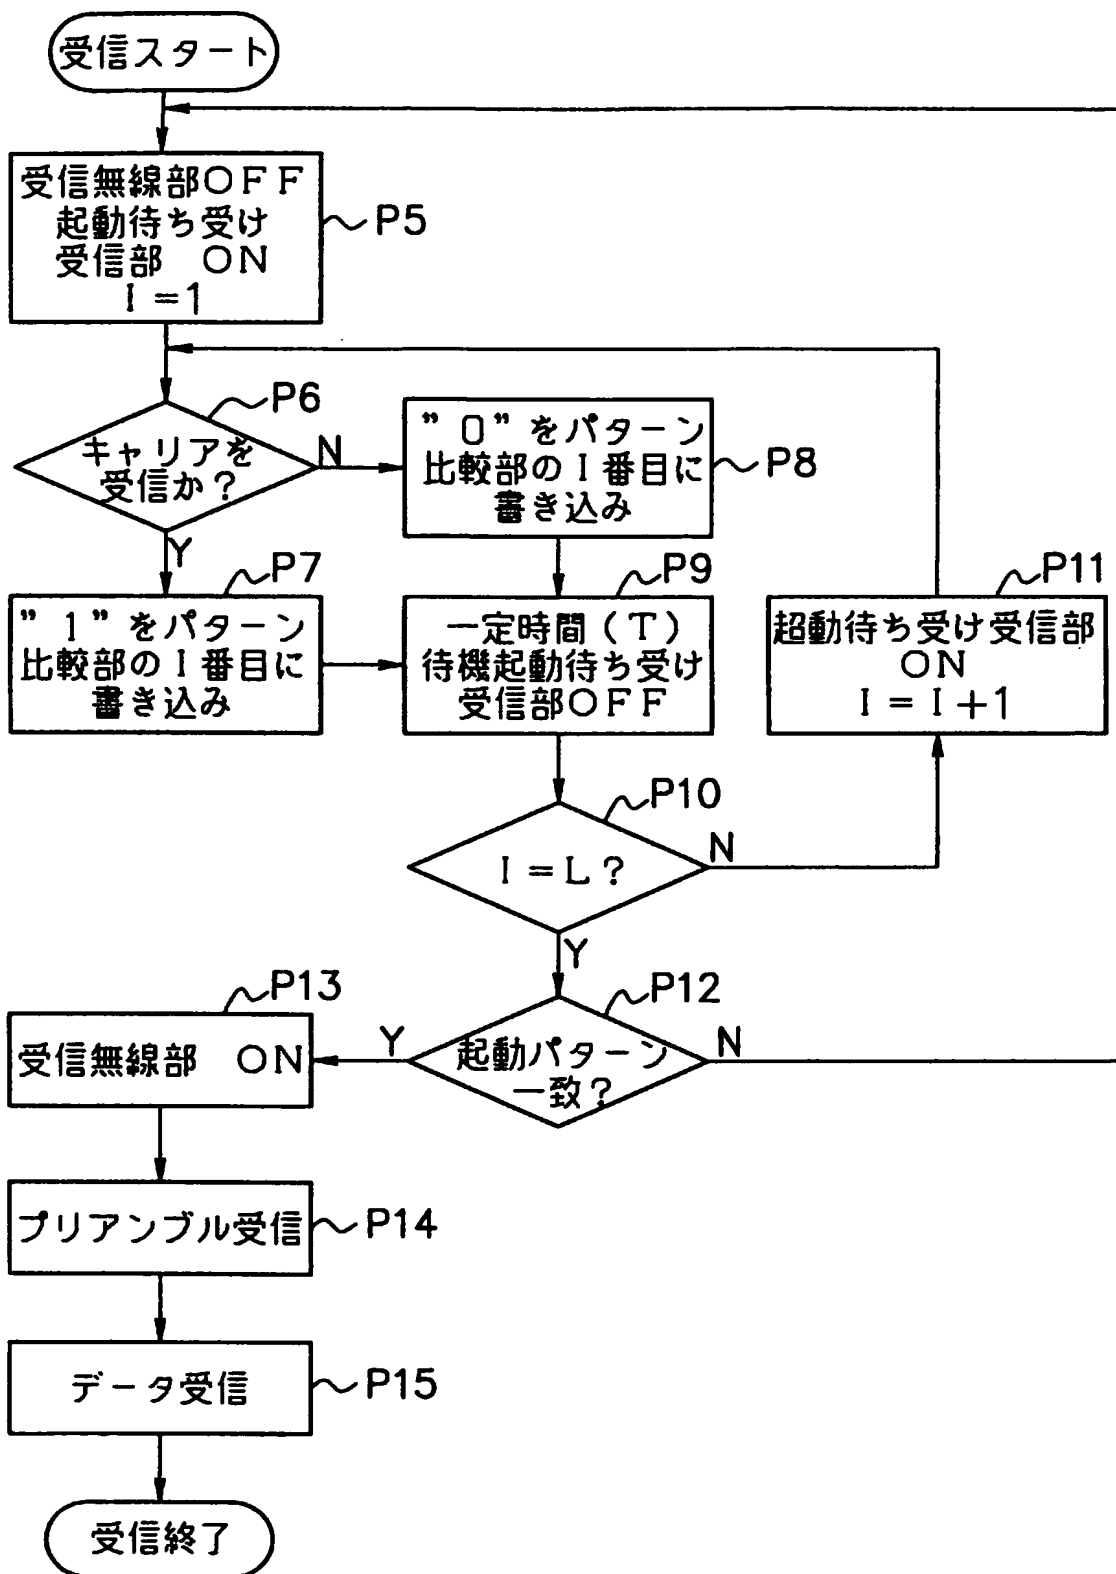 受信スタート
受信無線部OFF
起動待ち受け
受信部 ON
I=1
P5
P6
キャリアを
受信か?
N
Y
"0"をパターン
比較部のI番目に
書き込み
P8
P7
"1"をパターン
比較部のI番目に
書き込み
P9
一定時間(T)
待機起動待ち受け
受信部OFF
P11
超動待ち受け受信部
ON
I=I+1
P10
I=L?
N
Y
P12
起動パターン
一致?
Y
N
P13
受信無線部 ON
プリアンブル受信
P14
データ受信
P15
受信終了